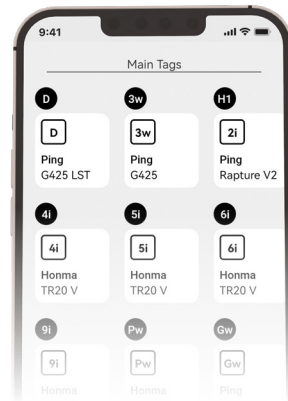 9:41
Main Tags
D 3w H1
D 3w 2i
Ping Ping Ping
G425 LST G425 Rapture V2
4i 5i 6i
4i 5i 6i
Honma Honma Honma
TR20 V TR20 V TR20 V
9i Pw Gw
9i Pw Gw
Honma Honma Ping